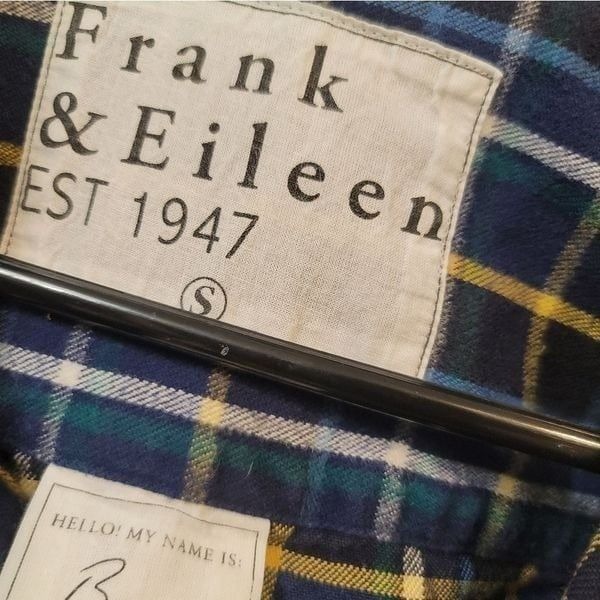 Frank
& Eileen
EST 1947
S
HELLO! MY NAME IS:
B